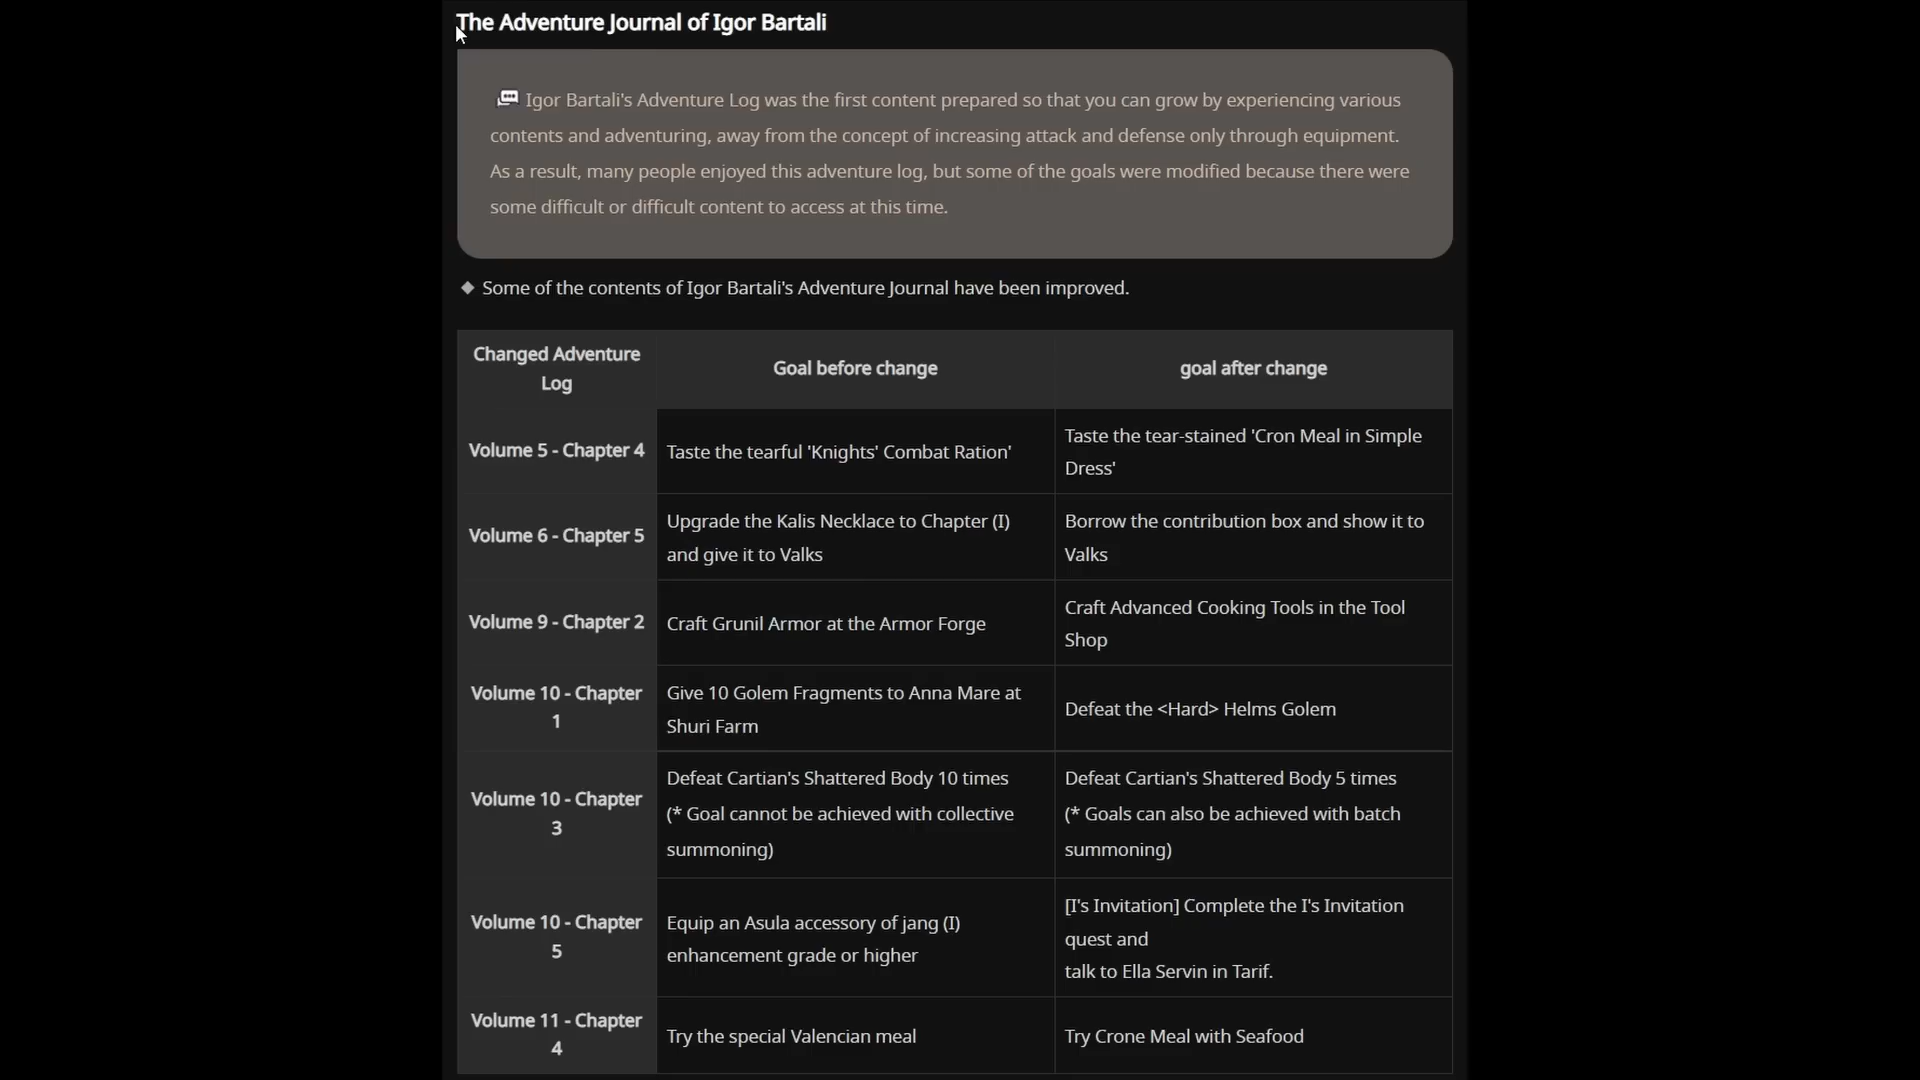 The Adventure Journal of Igor Bartali
Igor Bartali's Adventure Log was the first content prepared so that you can grow by experiencing various
contents and adventuring, away from the concept of increasing attack and defense only through equipment.
As a result, many people enjoyed this adventure log, but some of the goals were modified because there were
some difficult or difficult content to access at this time.
Some of the contents of Igor Bartali's Adventure Journal have been improved.
Changed Adventure
Log
Goal before change
goal after change
Volume 5 - Chapter 4
Taste the tearful 'Knights' Combat Ration'
Taste the tear-stained 'Cron Meal in Simple
Dress'
Volume 6 - Chapter 5
Upgrade the Kalis Necklace to Chapter (I)
and give it to Valks
Borrow the contribution box and show it to
Valks
Volume 9 - Chapter 2
Craft Grunil Armor at the Armor Forge
Craft Advanced Cooking Tools in the Tool
Shop
Volume 10 - Chapter
1
Give 10 Golem Fragments to Anna Mare at
Shuri Farm
Defeat the <Hard> Helms Golem
Volume 10 - Chapter
3
Defeat Cartian's Shattered Body 10 times
(* Goal cannot be achieved with collective
summoning)
Defeat Cartian's Shattered Body 5 times
(* Goals can also be achieved with batch
summoning)
Volume 10 - Chapter
5
Equip an Asula accessory of jang (I)
enhancement grade or higher
[I's Invitation] Complete the I's Invitation
quest and
talk to Ella Servin in Tarif.
Volume 11 - Chapter
4
Try the special Valencian meal
Try Crone Meal with Seafood